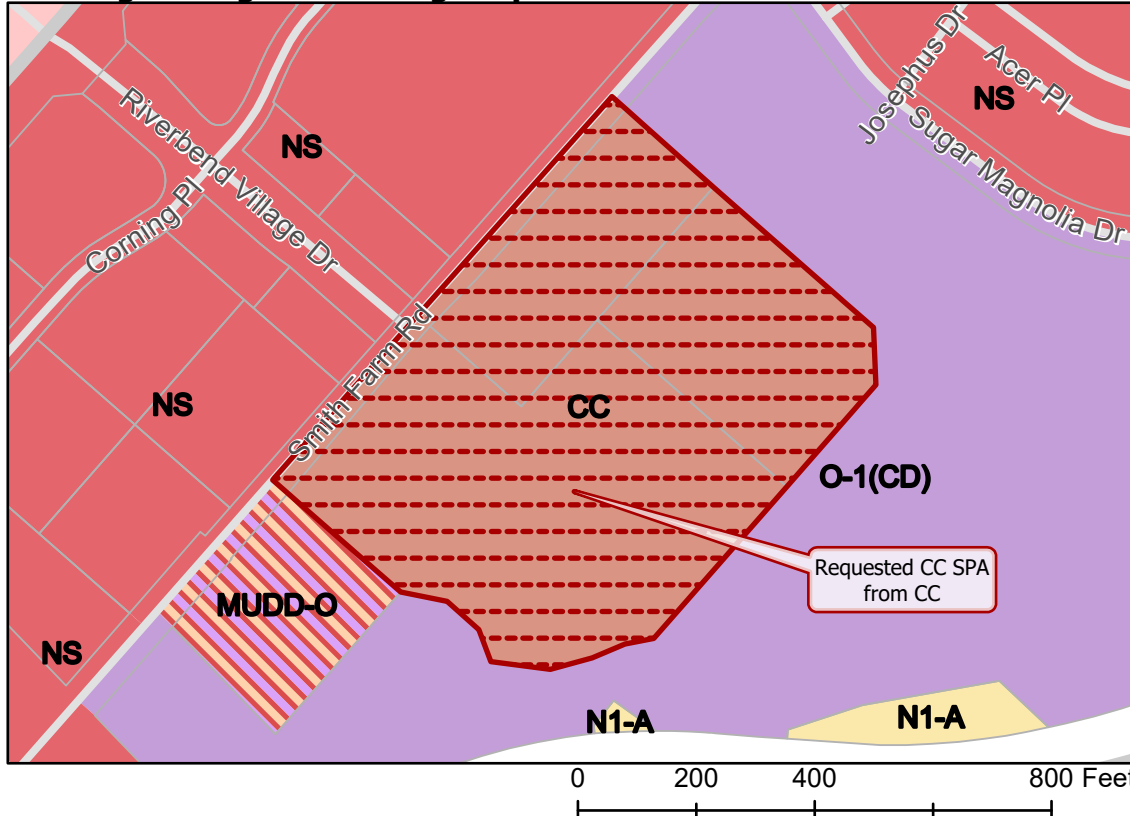 Riverbend Village Dr
Corning Pl
NS
Josephus Dr
Acer Pl
NS
Sugar Magnolia Dr
Smith Farm Rd
NS
CC
O-1(CD)
Requested CC SPA
from CC
MUDD-O
NS
N1-A
N1-A
0 200 400 800 Feet